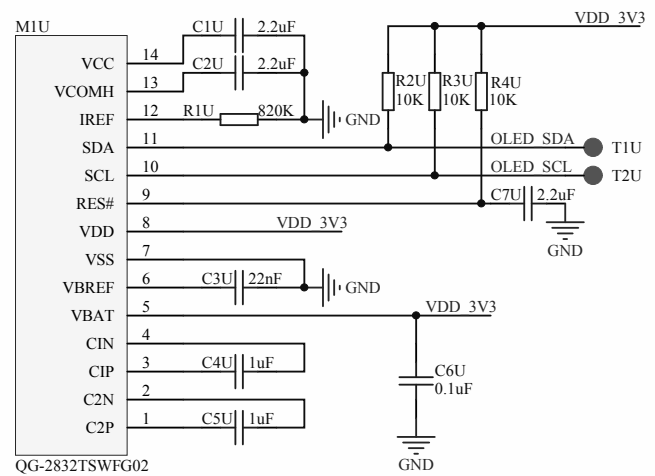 VDD_3V3
M1U
C1U 2.2uF
VCC 14
C2U 2.2uF
VCOMH 13
R2U 10K
R3U 10K
R4U 10K
IREF 12 R1U 820K GND
SDA 11 OLED_SDA T1U
SCL 10 OLED_SCL T2U
RES# 9 C7U 2.2uF
VDD 8 VDD_3V3
GND
VSS 7
VBREF 6 C3U 22nF GND
VBAT 5 VDD_3V3
CIN 4
CIP 3 C4U 1uF
C6U
0.1uF
C2N 2
C2P 1 C5U 1uF
GND
QG-2832TSWFG02